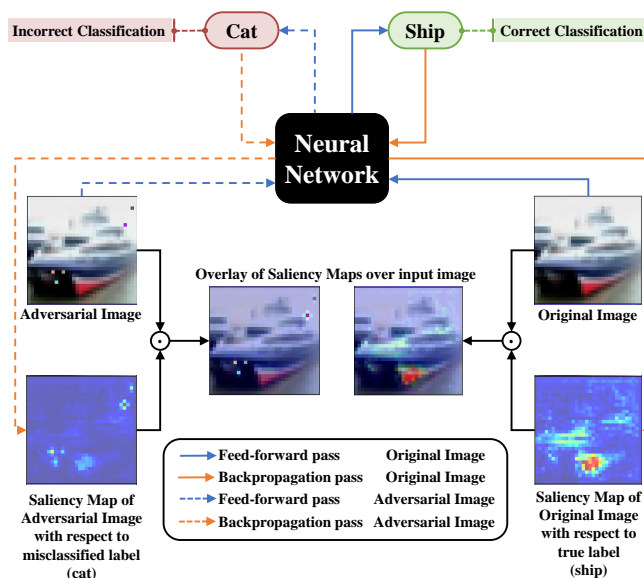 Incorrect Classification
Cat
Ship
Correct Classification
Neural
Network
Overlay of Saliency Maps over input image
Adversarial Image
Original Image
Feed-forward pass Original Image
Backpropagation pass Original Image
Feed-forward pass Adversarial Image
Backpropagation pass Adversarial Image
Saliency Map of
Adversarial Image
with respect to
misclassified label
(cat)
Saliency Map of
Original Image
with respect to
true label
(ship)